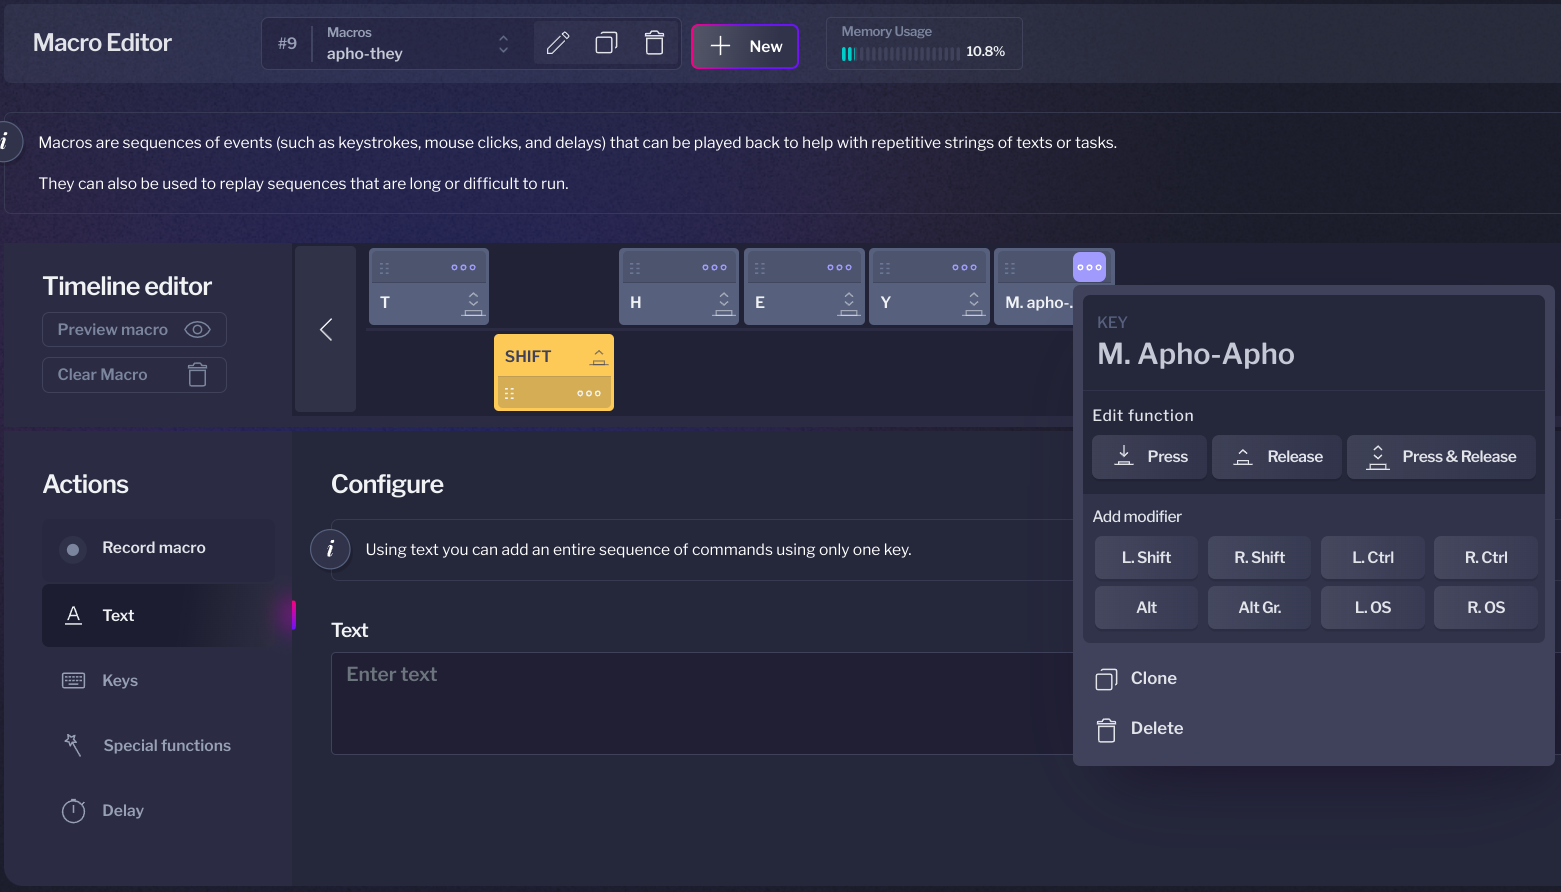 Macro Editor
#9
Macros
apho-they
New
Memory Usage
10.8%
i
Macros are sequences of events (such as keystrokes, mouse clicks, and delays) that can be played back to help with repetitive strings of texts or tasks.
They can also be used to replay sequences that are long or difficult to run.
Timeline editor
Preview macro
Clear Macro
T
SHIFT
H
E
Y
M. apho-.
KEY
M. Apho-Apho
Edit function
Press
Release
Press & Release
Add modifier
L. Shift
R. Shift
L. Ctrl
R. Ctrl
Alt
Alt Gr.
L. OS
R. OS
Clone
Delete
Actions
Record macro
A Text
Keys
Special functions
Delay
Configure
i
Using text you can add an entire sequence of commands using only one key.
Text
Enter text